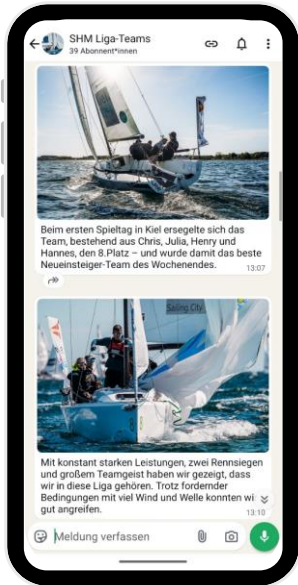 SHM Liga-Teams
39 Abonnent*innen
Beim ersten Spieltag in Kiel ersegelte sich das
Team, bestehend aus Chris, Julia, Henry und
Hannes, den 8.Platz – und wurde damit das beste
Neueinsteiger-Team des Wochenendes.
13:07
Sailing.City
Mit konstant starken Leistungen, zwei Rennsiegen
und großem Teamgeist haben wir gezeigt, dass
wir in diese Liga gehören. Trotz fordernder
Bedingungen mit viel Wind und Welle konnten wi
gut angreifen.
13:10
Meldung verfassen